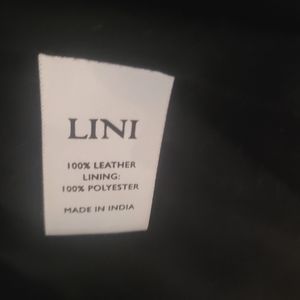 LINI
100% LEATHER
LINING:
100% POLYESTER
MADE IN INDIA